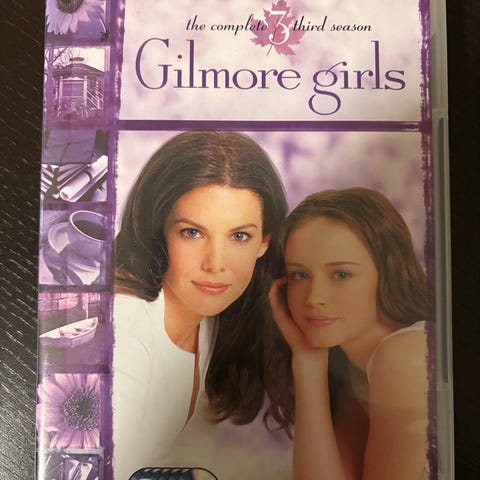 the complete 3 third season
Gilmore girls